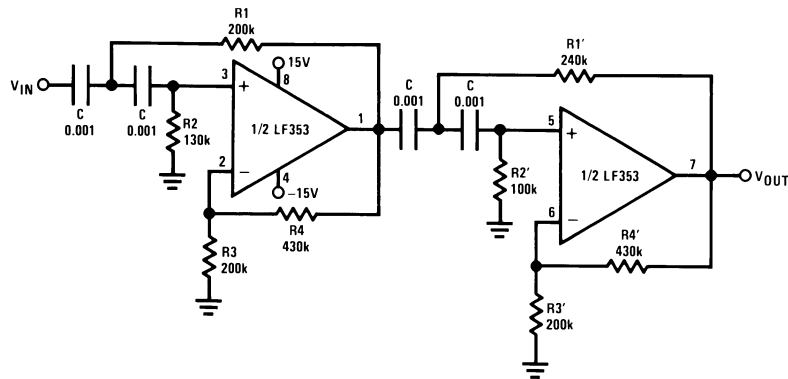 R1
200k
V_IN
C
0.001
C
0.001
R2
130k
3
+
15V
8
1/2 LF353
2
−
4
−15V
1
R4
430k
R3
200k
C
0.001
C
0.001
R1'
240k
R2'
100k
5
+
1/2 LF353
6
−
7
V_OUT
R4'
430k
R3'
200k